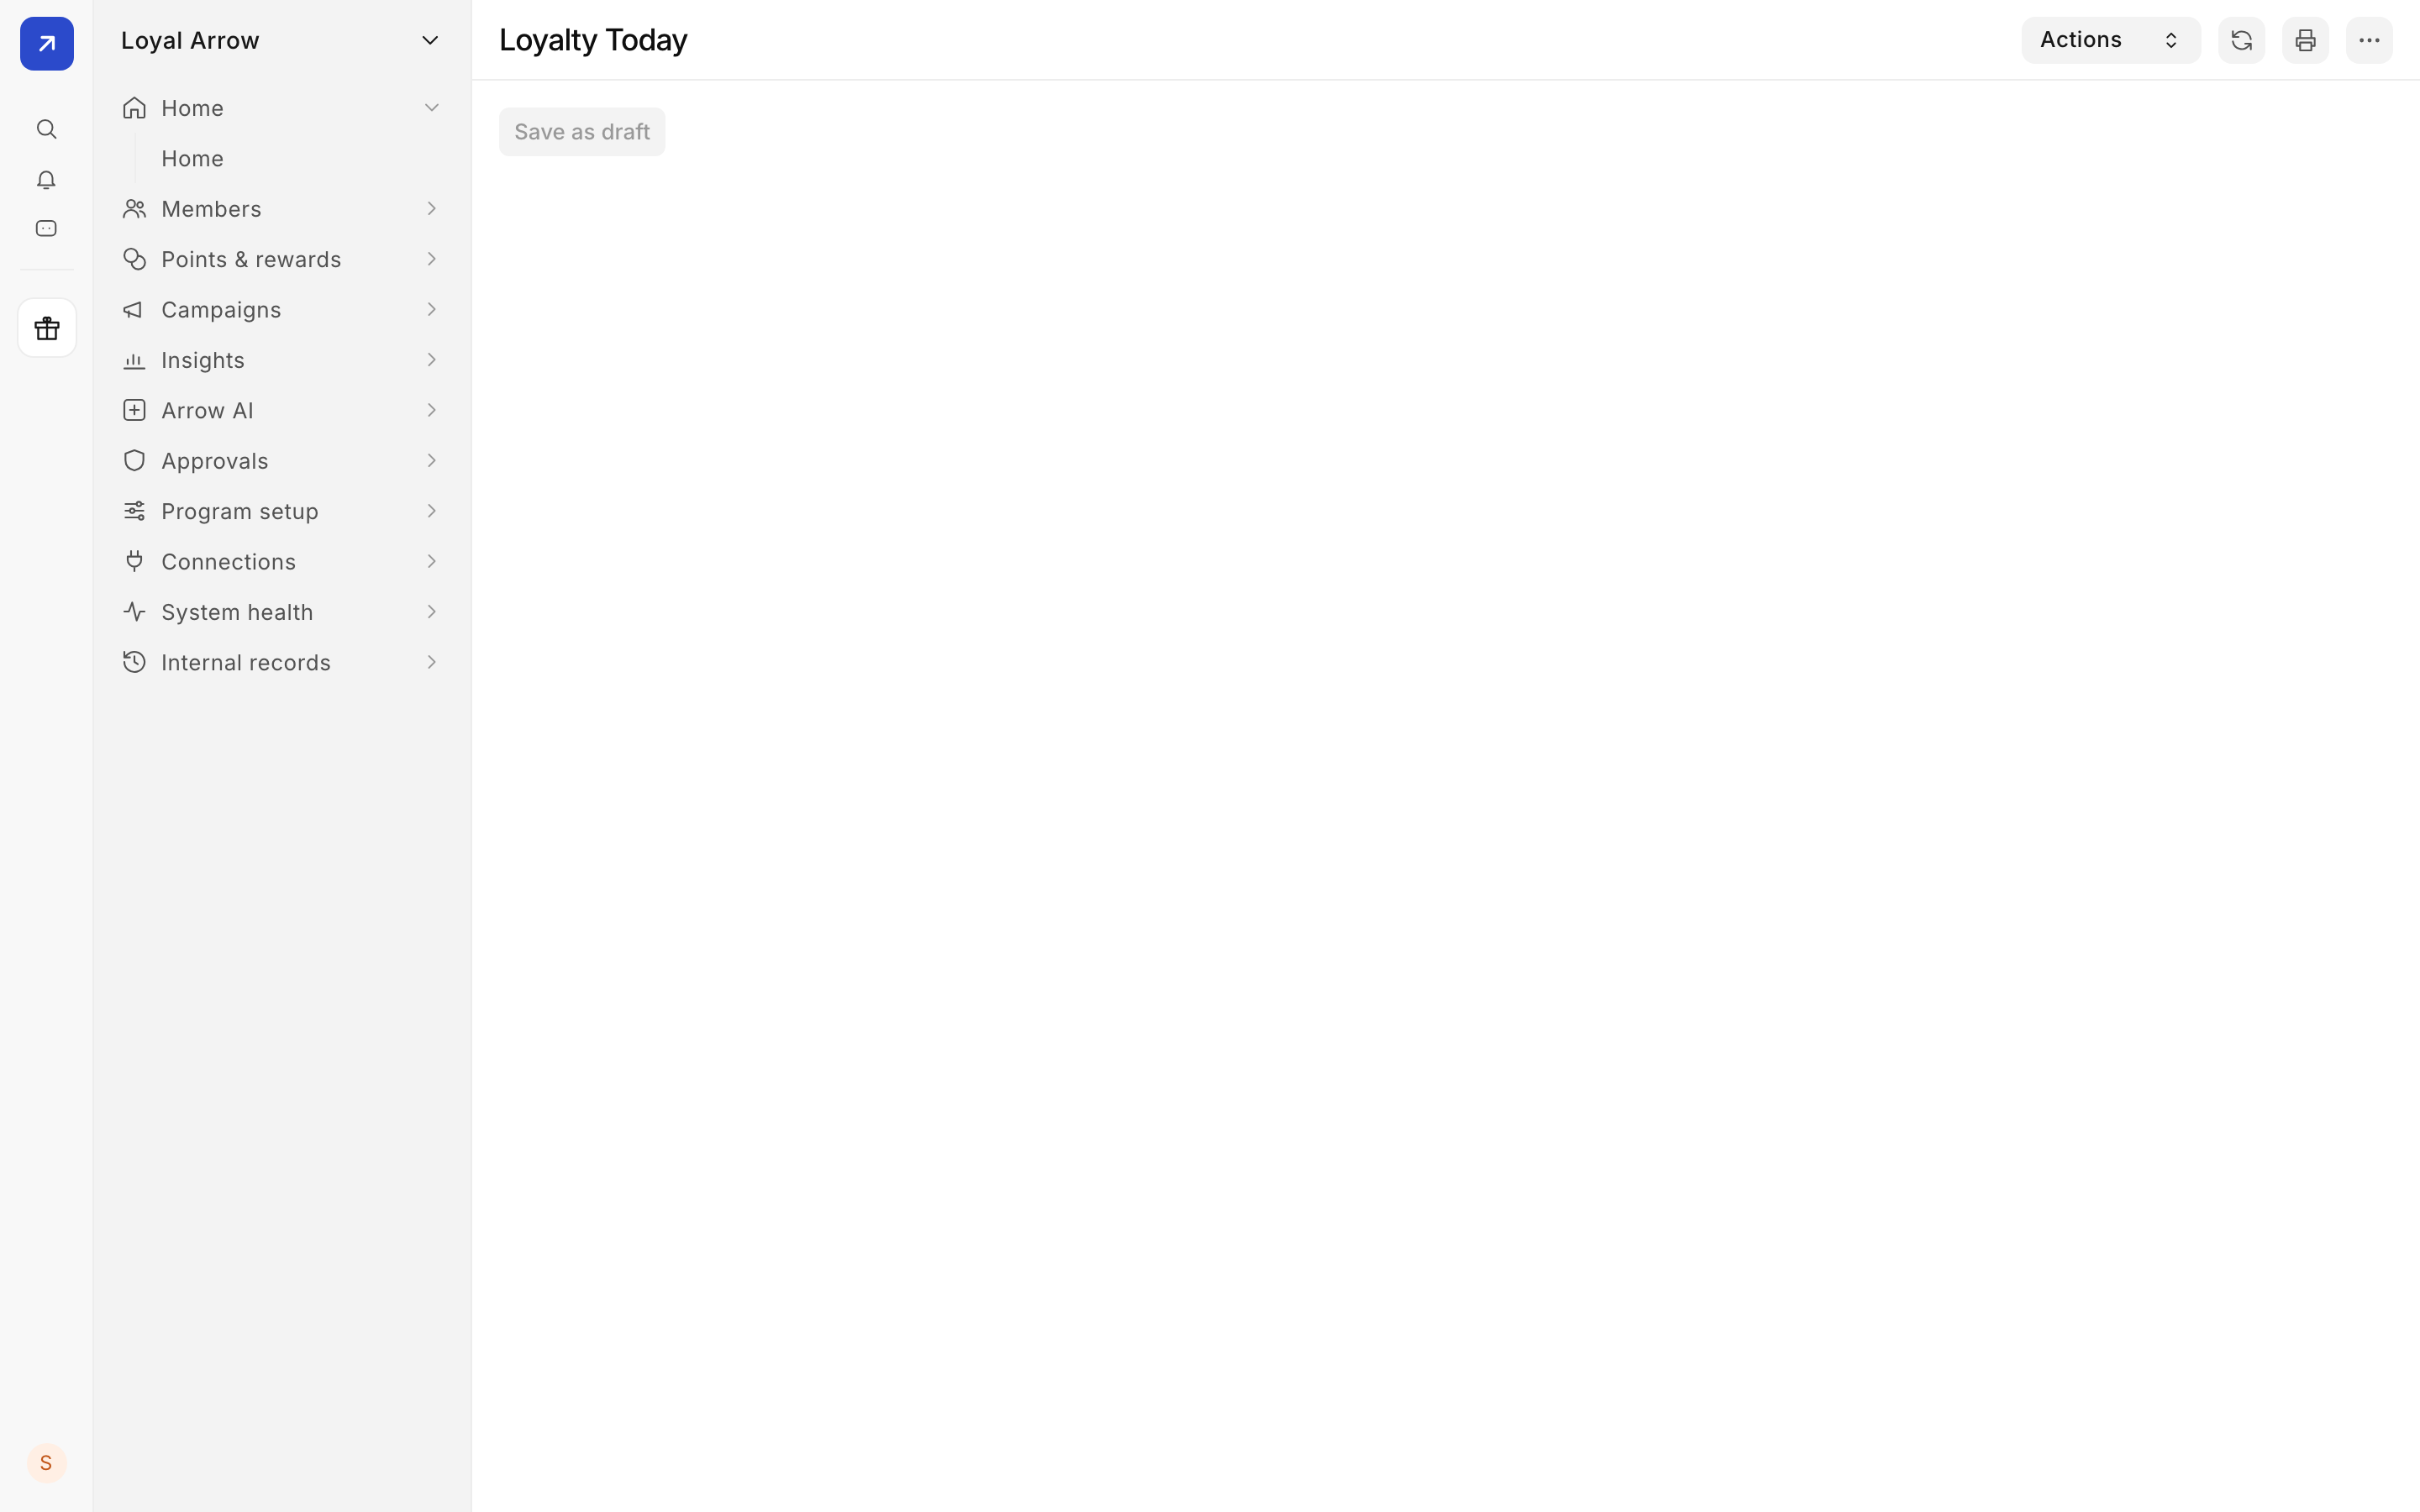 Loyal Arrow
Home
Home
Members
Points & rewards
Campaigns
Insights
Arrow AI
Approvals
Program setup
Connections
System health
Internal records
S
Loyalty Today
Actions
Save as draft